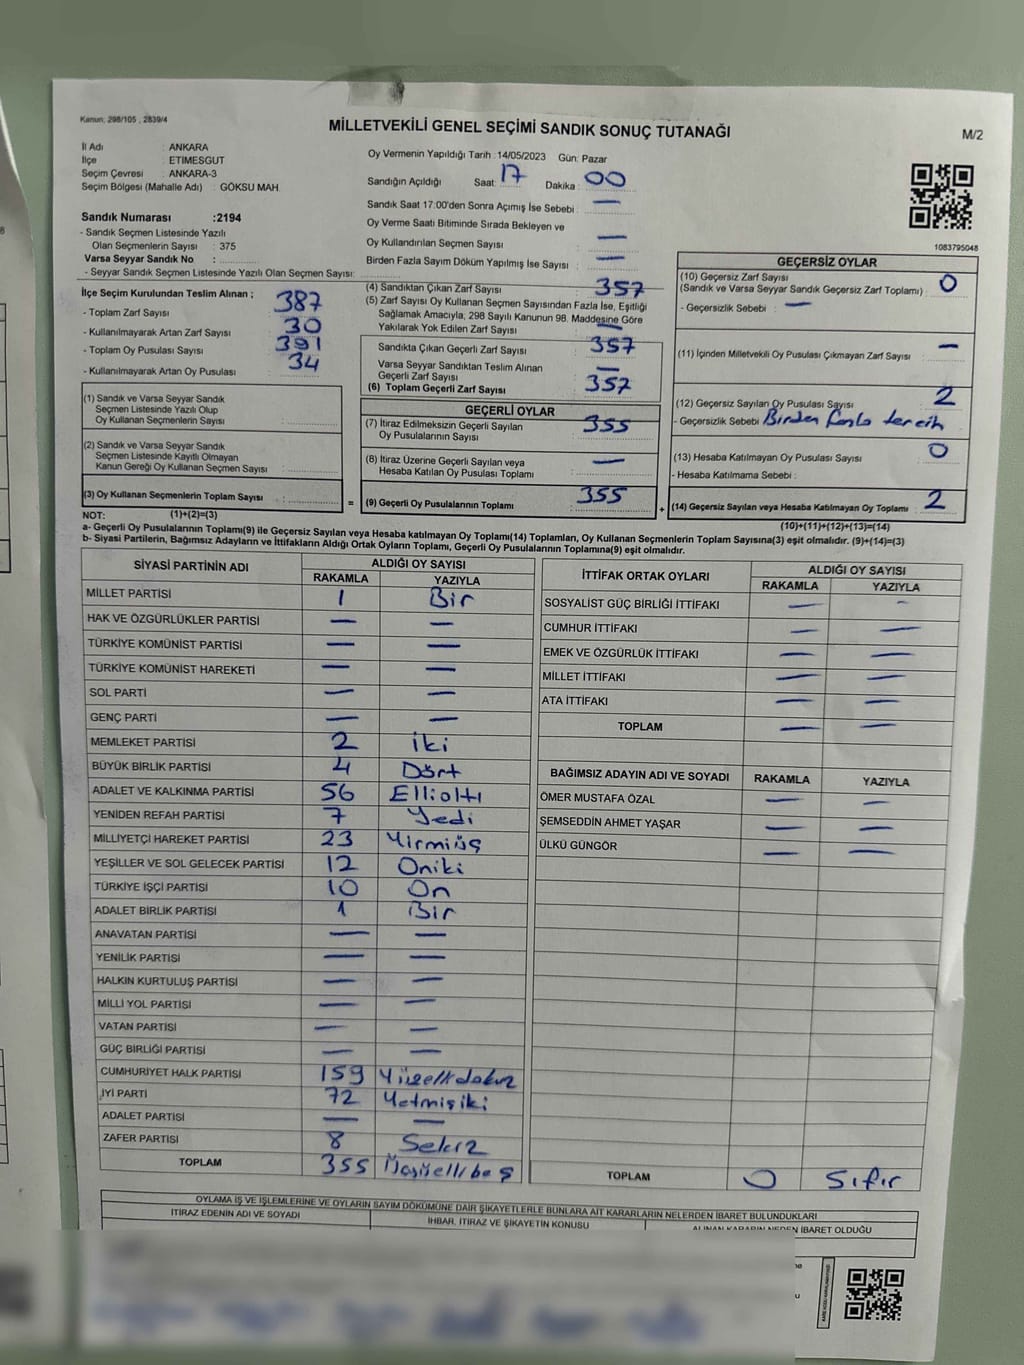 Kanun; 298/105 , 2839/4
MİLLETVEKİLİ GENEL SEÇİMİ SANDIK SONUÇ TUTANAĞI
M/2
İl Adı : ANKARA
İlçe : ETİMESGUT
Seçim Çevresi : ANKARA-3
Seçim Bölgesi (Mahalle Adı) : GÖKSU MAH.
Oy Vermenin Yapıldığı Tarih :14/05/2023 Gün: Pazar
Sandığın Açıldığı Saat: 17 Dakika : 00
Sandık Saat 17:00'den Sonra Açımış İse Sebebi : —
Oy Verme Saati Bitiminde Sırada Bekleyen ve
Oy Kullandırılan Seçmen Sayısı —
Birden Fazla Sayım Döküm Yapılmış İse Sayısı : —
1083795048
Sandık Numarası :2194
- Sandık Seçmen Listesinde Yazılı
Olan Seçmenlerin Sayısı : 375
Varsa Seyyar Sandık No :
- Seyyar Sandık Seçmen Listesinde Yazılı Olan Seçmen Sayısı:
İlçe Seçim Kurulundan Teslim Alınan ;
- Toplam Zarf Sayısı : 387
- Kullanılmayarak Artan Zarf Sayısı : 30
- Toplam Oy Pusulası Sayısı : 391
- Kullanılmayarak Artan Oy Pusulası : 34
(1) Sandık ve Varsa Seyyar Sandık
Seçmen Listesinde Yazılı Olup
Oy Kullanan Seçmenlerin Sayısı :
(2) Sandık ve Varsa Seyyar Sandık
Seçmen Listesinde Kayıtlı Olmayan
Kanun Gereği Oy Kullanan Seçmen Sayısı :
(3) Oy Kullanan Seçmenlerin Toplam Sayısı :
(4) Sandıktan Çıkan Zarf Sayısı : 357
(5) Zarf Sayısı Oy Kullanan Seçmen Sayısından Fazla İse, Eşitliği
Sağlamak Amacıyla, 298 Sayılı Kanunun 98. Maddesine Göre
Yakılarak Yok Edilen Zarf Sayısı : —
Sandıkta Çıkan Geçerli Zarf Sayısı : 357
Varsa Seyyar Sandıktan Teslim Alınan
Geçerli Zarf Sayısı : —
(6) Toplam Geçerli Zarf Sayısı : 357
GEÇERLİ OYLAR
(7) İtiraz Edilmeksizin Geçerli Sayılan
Oy Pusulalarının Sayısı : 355
(8) İtiraz Üzerine Geçerli Sayılan veya
Hesaba Katılan Oy Pusulası Toplamı : —
= (9) Geçerli Oy Pusulalarının Toplamı : 355
GEÇERSİZ OYLAR
(10) Geçersiz Zarf Sayısı
(Sandık ve Varsa Seyyar Sandık Geçersiz Zarf Toplamı) : 0
- Geçersizlik Sebebi : —
(11) İçinden Milletvekili Oy Pusulası Çıkmayan Zarf Sayısı : —
(12) Geçersiz Sayılan Oy Pusulası Sayısı : 2
- Geçersizlik Sebebi Birden fazla tercih
(13) Hesaba Katılmayan Oy Pusulası Sayısı : 0
- Hesaba Katılmama Sebebi :
+ (14) Geçersiz Sayılan veya Hesaba Katılmayan Oy Toplamı : 2
NOT: (1)+(2)=(3)
(10)+(11)+(12)+(13)=(14)
a- Geçerli Oy Pusulalarının Toplamı(9) ile Geçersiz Sayılan veya Hesaba katılmayan Oy Toplamı(14) Toplamları, Oy Kullanan Seçmenlerin Toplam Sayısına(3) eşit olmalıdır. (9)+(14)=(3)
b- Siyasi Partilerin, Bağımsız Adayların ve İttifakların Aldığı Ortak Oyların Toplamı, Geçerli Oy Pusulalarının Toplamına(9) eşit olmalıdır.
SİYASİ PARTİNİN ADI ALDIĞI OY SAYISI
RAKAMLA YAZIYLA
MİLLET PARTİSİ 1 Bir
HAK VE ÖZGÜRLÜKLER PARTİSİ — —
TÜRKİYE KOMÜNİST PARTİSİ — —
TÜRKİYE KOMÜNİST HAREKETİ — —
SOL PARTİ — —
GENÇ PARTİ — —
MEMLEKET PARTİSİ 2 iki
BÜYÜK BİRLİK PARTİSİ 4 Dört
ADALET VE KALKINMA PARTİSİ 56 Ellialtı
YENİDEN REFAH PARTİSİ 7 Yedi
MİLLİYETÇİ HAREKET PARTİSİ 23 Yirmiüç
YEŞİLLER VE SOL GELECEK PARTİSİ 12 Oniki
TÜRKİYE İŞÇİ PARTİSİ 10 On
ADALET BİRLİK PARTİSİ 1 Bir
ANAVATAN PARTİSİ — —
YENİLİK PARTİSİ — —
HALKIN KURTULUŞ PARTİSİ — —
MİLLİ YOL PARTİSİ — —
VATAN PARTİSİ — —
GÜÇ BİRLİĞİ PARTİSİ — —
CUMHURİYET HALK PARTİSİ 159 Yüzellidokuz
İYİ PARTİ 72 Yetmişiki
ADALET PARTİSİ — —
ZAFER PARTİSİ 8 Sekiz
TOPLAM 355 Üçyüzellibeş
İTTİFAK ORTAK OYLARI ALDIĞI OY SAYISI
RAKAMLA YAZIYLA
SOSYALİST GÜÇ BİRLİĞİ İTTİFAKI — —
CUMHUR İTTİFAKI — —
EMEK VE ÖZGÜRLÜK İTTİFAKI — —
MİLLET İTTİFAKI — —
ATA İTTİFAKI — —
TOPLAM — —
BAĞIMSIZ ADAYIN ADI VE SOYADI RAKAMLA YAZIYLA
ÖMER MUSTAFA ÖZAL — —
ŞEMSEDDİN AHMET YAŞAR — —
ÜLKÜ GÜNGÖR — —
TOPLAM 0 Sıfır
OYLAMA İŞ VE İŞLEMLERİNE VE OYLARIN SAYIM DÖKÜMÜNE DAİR ŞİKAYETLERLE BUNLARA AİT KARARLARIN NELERDEN İBARET BULUNDUKLARI
İTİRAZ EDENİN ADI VE SOYADI İHBAR, İTİRAZ VE ŞİKAYETİN KONUSU ALINAN KARARIN NEDEN İBARET OLDUĞU